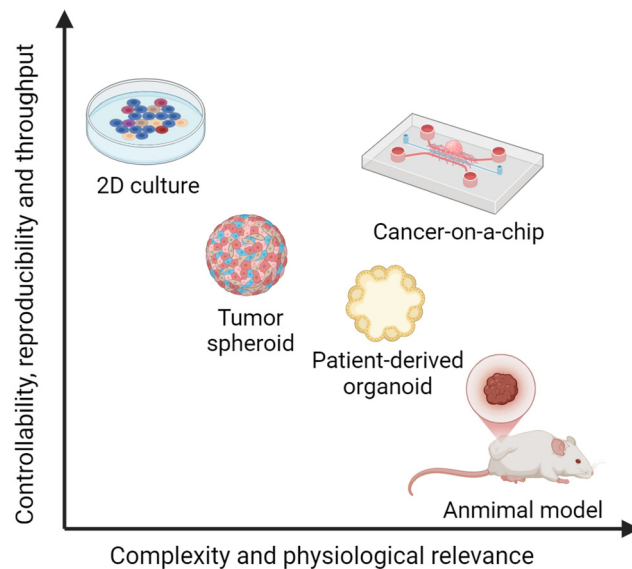 Controllability, reproducibility and throughput
2D culture
Cancer-on-a-chip
Tumor
spheroid
Patient-derived
organoid
Anmimal model
Complexity and physiological relevance